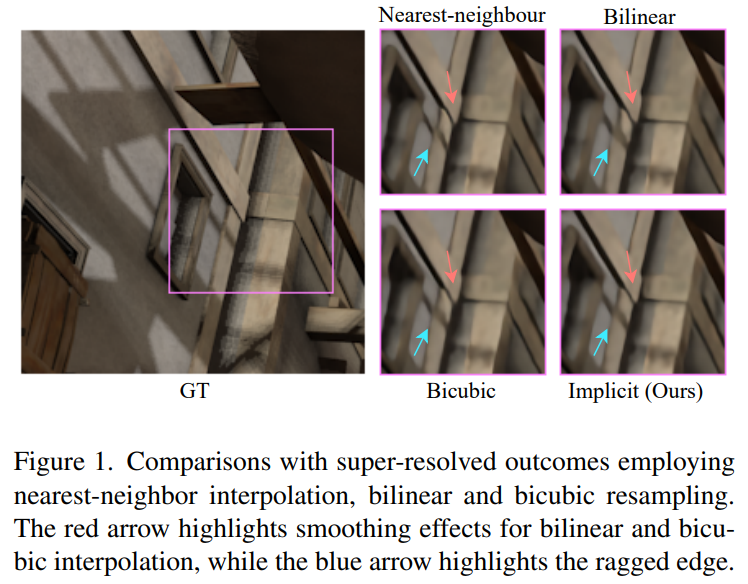 Nearest-neighbour
Bilinear
GT
Bicubic
Implicit (Ours)
Figure 1. Comparisons with super-resolved outcomes employing
nearest-neighbor interpolation, bilinear and bicubic resampling.
The red arrow highlights smoothing effects for bilinear and bicu-
bic interpolation, while the blue arrow highlights the ragged edge.